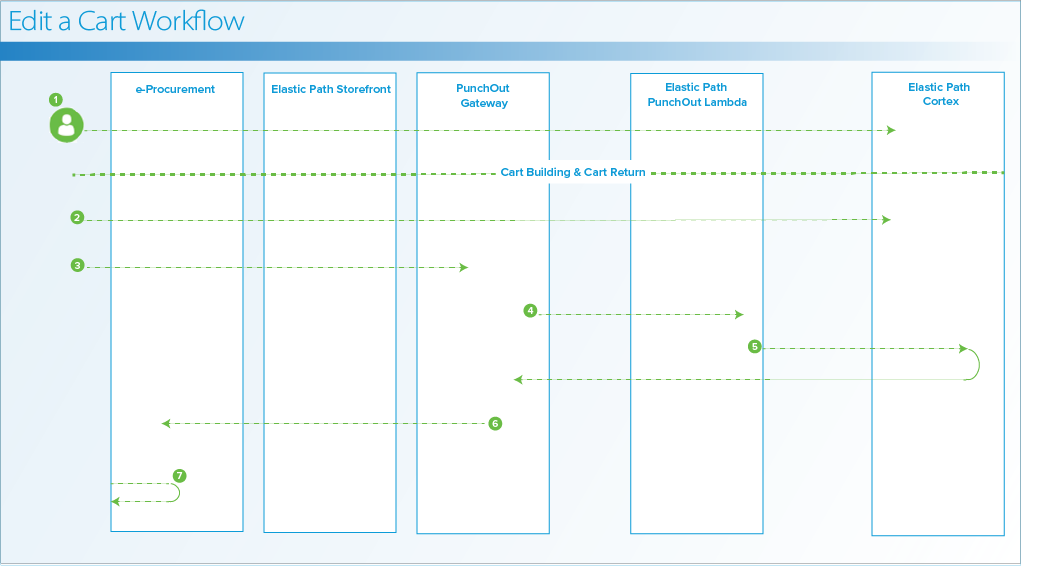 Edit a Cart Workflow
e-Procurement
Elastic Path Storefront
PunchOut
Gateway
Elastic Path
PunchOut Lambda
Elastic Path
Cortex
1
Cart Building & Cart Return
2
3
4
5
6
7